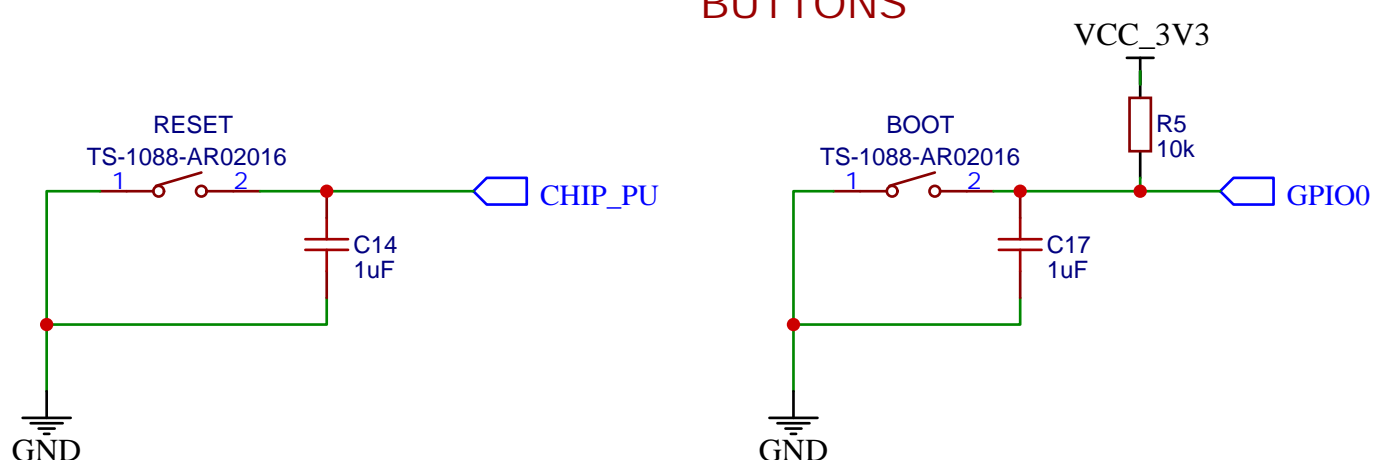 BUTTONS
RESET
TS-1088-AR02016
1
2
CHIP_PU
C14
1uF
GND
VCC_3V3
R5
10k
BOOT
TS-1088-AR02016
1
2
GPIO0
C17
1uF
GND